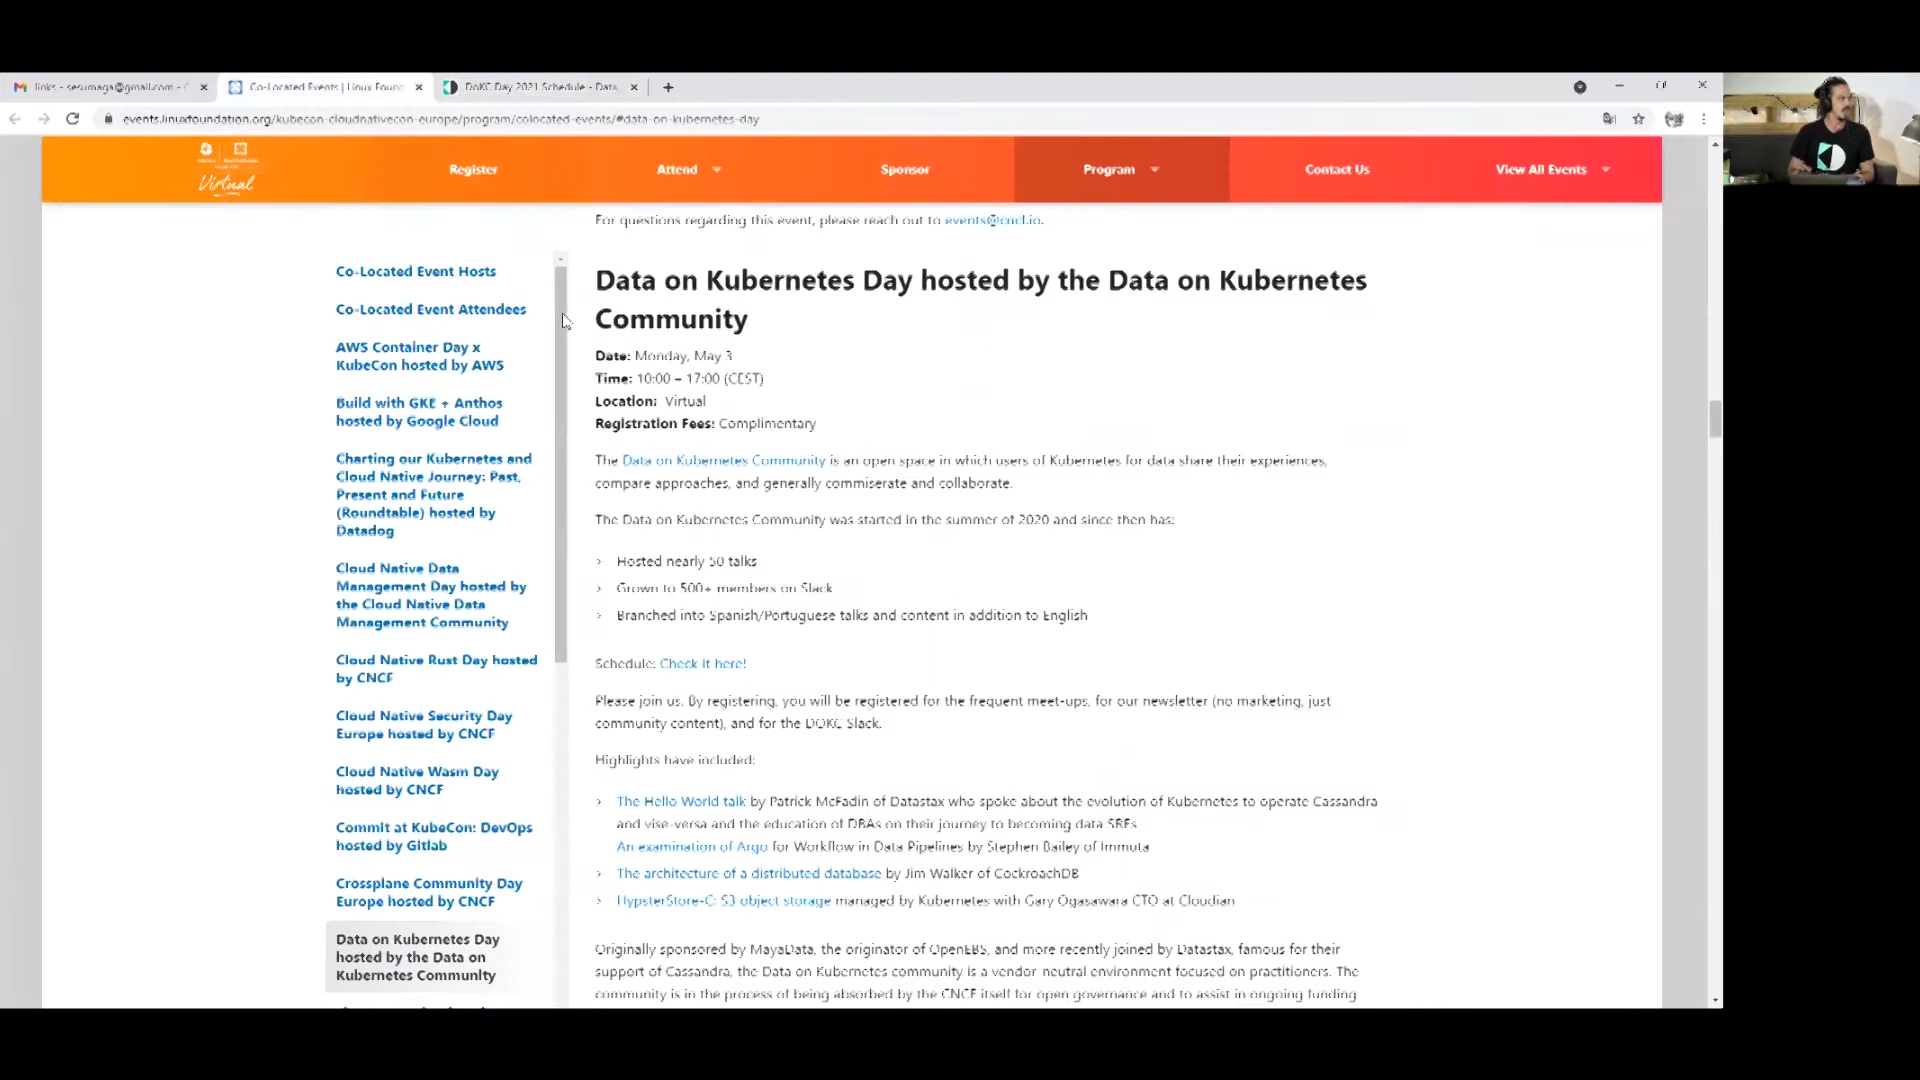 links - sesumaga@gmail.com - G
Co-Located Events | Linux Foun
DoKC Day 2021 Schedule - Data
events.linuxfoundation.org/kubecon-cloudnativecon-europe/program/colocated-events/#data-on-kubernetes-day
Virtual
Register
Attend
Sponsor
Program
Contact Us
View All Events
For questions regarding this event, please reach out to events@cncf.io.
Co-Located Event Hosts
Co-Located Event Attendees
AWS Container Day x
KubeCon hosted by AWS
Build with GKE + Anthos
hosted by Google Cloud
Charting our Kubernetes and
Cloud Native Journey: Past,
Present and Future
(Roundtable) hosted by
Datadog
Cloud Native Data
Management Day hosted by
the Cloud Native Data
Management Community
Cloud Native Rust Day hosted
by CNCF
Cloud Native Security Day
Europe hosted by CNCF
Cloud Native Wasm Day
hosted by CNCF
Commit at KubeCon: DevOps
hosted by Gitlab
Crossplane Community Day
Europe hosted by CNCF
Data on Kubernetes Day
hosted by the Data on
Kubernetes Community
Data on Kubernetes Day hosted by the Data on Kubernetes
Community
Date: Monday, May 3
Time: 10:00 – 17:00 (CEST)
Location: Virtual
Registration Fees: Complimentary
The Data on Kubernetes Community is an open space in which users of Kubernetes for data share their experiences,
compare approaches, and generally commiserate and collaborate.
The Data on Kubernetes Community was started in the summer of 2020 and since then has:
Hosted nearly 50 talks
Grown to 500+ members on Slack
Branched into Spanish/Portuguese talks and content in addition to English
Schedule: Check it here!
Please join us. By registering, you will be registered for the frequent meet-ups, for our newsletter (no marketing, just
community content), and for the DOKC Slack.
Highlights have included:
The Hello World talk by Patrick McFadin of Datastax who spoke about the evolution of Kubernetes to operate Cassandra
and vise-versa and the education of DBAs on their journey to becoming data SREs
An examination of Argo for Workflow in Data Pipelines by Stephen Bailey of Immuta
The architecture of a distributed database by Jim Walker of CockroachDB
HypsterStore-C: S3 object storage managed by Kubernetes with Gary Ogasawara CTO at Cloudian
Originally sponsored by MayaData, the originator of OpenEBS, and more recently joined by Datastax, famous for their
support of Cassandra, the Data on Kubernetes community is a vendor neutral environment focused on practitioners. The
community is in the process of being absorbed by the CNCF itself for open governance and to assist in ongoing funding